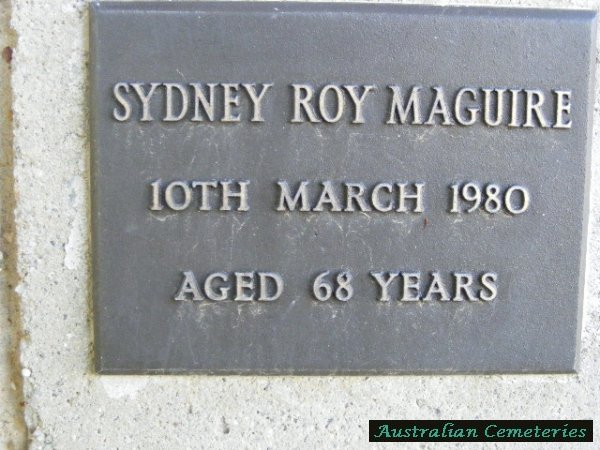 SYDNEY ROY MAGUIRE
10TH MARCH 1980
AGED 68 YEARS
Australian Cemeteries